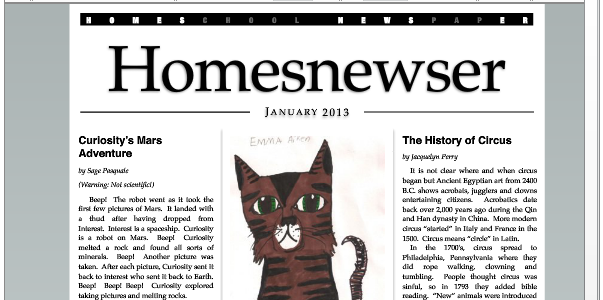 HOMESCHOOL NEWSPAPER
Homesnewser
JANUARY 2013
Curiosity's Mars
Adventure
by Sage Pasquale
(Warning: Not scientific!)
Beep! The robot went as it took the
first few pictures of Mars. It landed with
a thud after having dropped from
Interest. Interest is spaceship. Curiosity
is a robot on Mars. Beep! Curiosity
melted a rock and found all sorts of
minerals. Beep! Another picture was
taken. After each picture, Curiosity sent it
back to Interest who sent it back to Earth.
Beep! Beep! Beep! Curiosity explored
taking pictures and melting rocks.
EMMA
The History of Circus
by Jacquelyn Perry
It is not clear where and when circus
began but Ancient Egyptian art from 2400
B.C. shows acrobats, jugglers and clowns
entertaining citizens. Acrobatics date
back over 2,000 years during the Qin
and Han dynasty in China. More modern
circus "started" in Italy and France in the
1500. Circus means "circle" in Latin.
In the 1700's, circus spread to
Philadelphia, Pennsylvania where they
did rope walking, clowning and
tumbling. People thought circus was
sinful, so in 1793 they added bible
reading. "New" animals were introduced